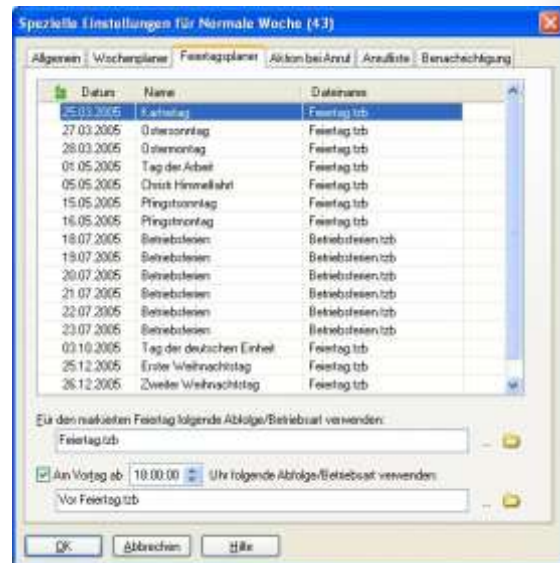 Spezielle Einstellungen für Normale Woche (43)
Allgemein Wochenplaner Feiertagsplaner Aktion bei Anruf Anrufliste Benachrichtigung
Datum Name Dateiname
25.03.2005 Karfreitag Feiertag.tzb
27.03.2005 Ostersonntag Feiertag.tzb
28.03.2005 Ostermontag Feiertag.tzb
01.05.2005 Tag der Arbeit Feiertag.tzb
05.05.2005 Christi Himmelfahrt Feiertag.tzb
15.05.2005 Pfingstsonntag Feiertag.tzb
16.05.2005 Pfingstmontag Feiertag.tzb
18.07.2005 Betriebsferien Betriebsferien.tzb
19.07.2005 Betriebsferien Betriebsferien.tzb
20.07.2005 Betriebsferien Betriebsferien.tzb
21.07.2005 Betriebsferien Betriebsferien.tzb
22.07.2005 Betriebsferien Betriebsferien.tzb
23.07.2005 Betriebsferien Betriebsferien.tzb
03.10.2005 Tag der deutschen Einheit Feiertag.tzb
25.12.2005 Erster Weihnachtstag Feiertag.tzb
26.12.2005 Zweiter Weihnachtstag Feiertag.tzb
Für den markierten Feiertag folgende Abfolge/Betriebsart verwenden:
Feiertag.tzb ...
Am Vortag ab 18:00:00 Uhr folgende Abfolge/Betriebsart verwenden:
Vor Feiertag.tzb ...
OK Abbrechen Hilfe